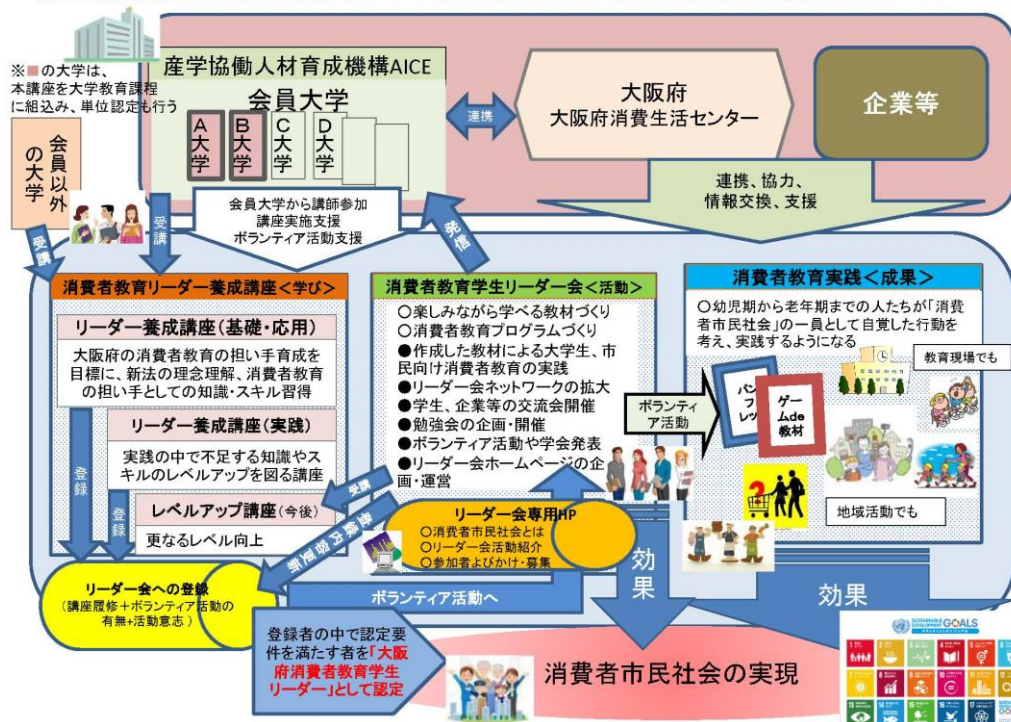 ※■の大学は、
本講座を大学教育課程
に組込み、単位認定も行う
会員以外
の大学
産学協働人材育成機構AICE
会員大学
A大学
B大学
C大学
D大学
連携
大阪府
大阪府消費生活センター
企業等
連携、協力、
情報交換、支援
会員大学から講師参加
講座実施支援
ボランティア活動支援
受講
受講
発信
消費者教育リーダー養成講座<学び>
リーダー養成講座(基礎・応用)
大阪府の消費者教育の担い手育成を
目標に、新法の理念理解、消費者教育
の担い手としての知識・スキル習得
リーダー養成講座(実践)
実践の中で不足する知識やス
キルのレベルアップを図る講座
レベルアップ講座(今後)
更なるレベル向上
登録
登録
消費者教育学生リーダー会<活動>
○楽しみながら学べる教材づくり
○消費者教育プログラムづくり
●作成した教材による大学生、市
民向け消費者教育の実践
●リーダー会ネットワークの拡大
●学生、企業等の交流会開催
●勉強会の企画・開催
●ボランティア活動や学会発表
●リーダー会ホームページの企
画・運営
受講
登録内容更新
リーダー会専用HP
○消費者市民社会とは
○リーダー会活動紹介
○参加者よびかけ・募集
ボランティ
ア活動
消費者教育実践<成果>
○幼児期から老年期までの人たちが「消費
者市民社会」の一員として自覚した行動を
考え、実践するようになる
教育現場でも
パン
フ
レッ
ゲー
ムde
教材
地域活動でも
リーダー会への登録
(講座履修+ボランティア活動の
有無+活動意志)
ボランティア活動へ
効果
効果
登録者の中で認定要
件を満たす者を「大阪
府消費者教育学生
リーダー」として認定
消費者市民社会の実現
SUSTAINABLE
DEVELOPMENT GOALS